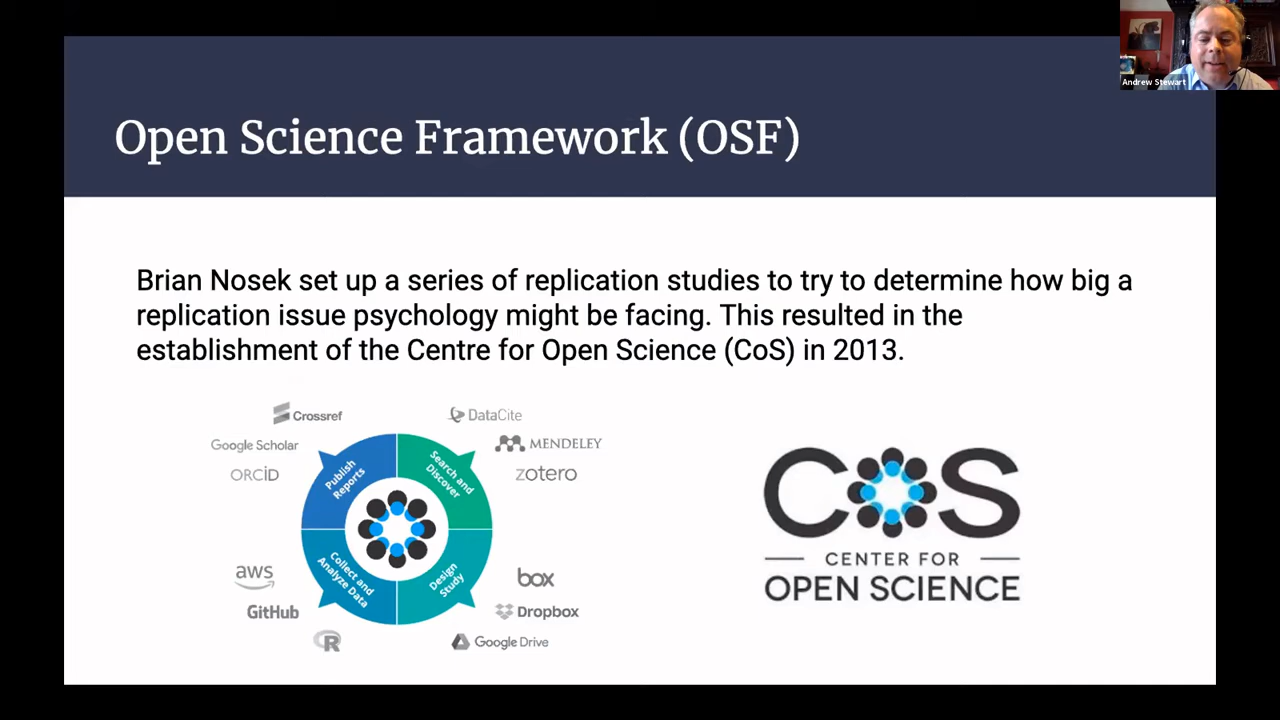 Andrew Stewart
Open Science Framework (OSF)
Brian Nosek set up a series of replication studies to try to determine how big a
replication issue psychology might be facing. This resulted in the
establishment of the Centre for Open Science (CoS) in 2013.
Crossref
DataCite
Google Scholar
MENDELEY
ORCID
zotero
Publish
Reports
Search and
Discover
Collect and
Analyze Data
Design
Study
aws
box
GitHub
Dropbox
R
Google Drive
COS
CENTER FOR
OPEN SCIENCE